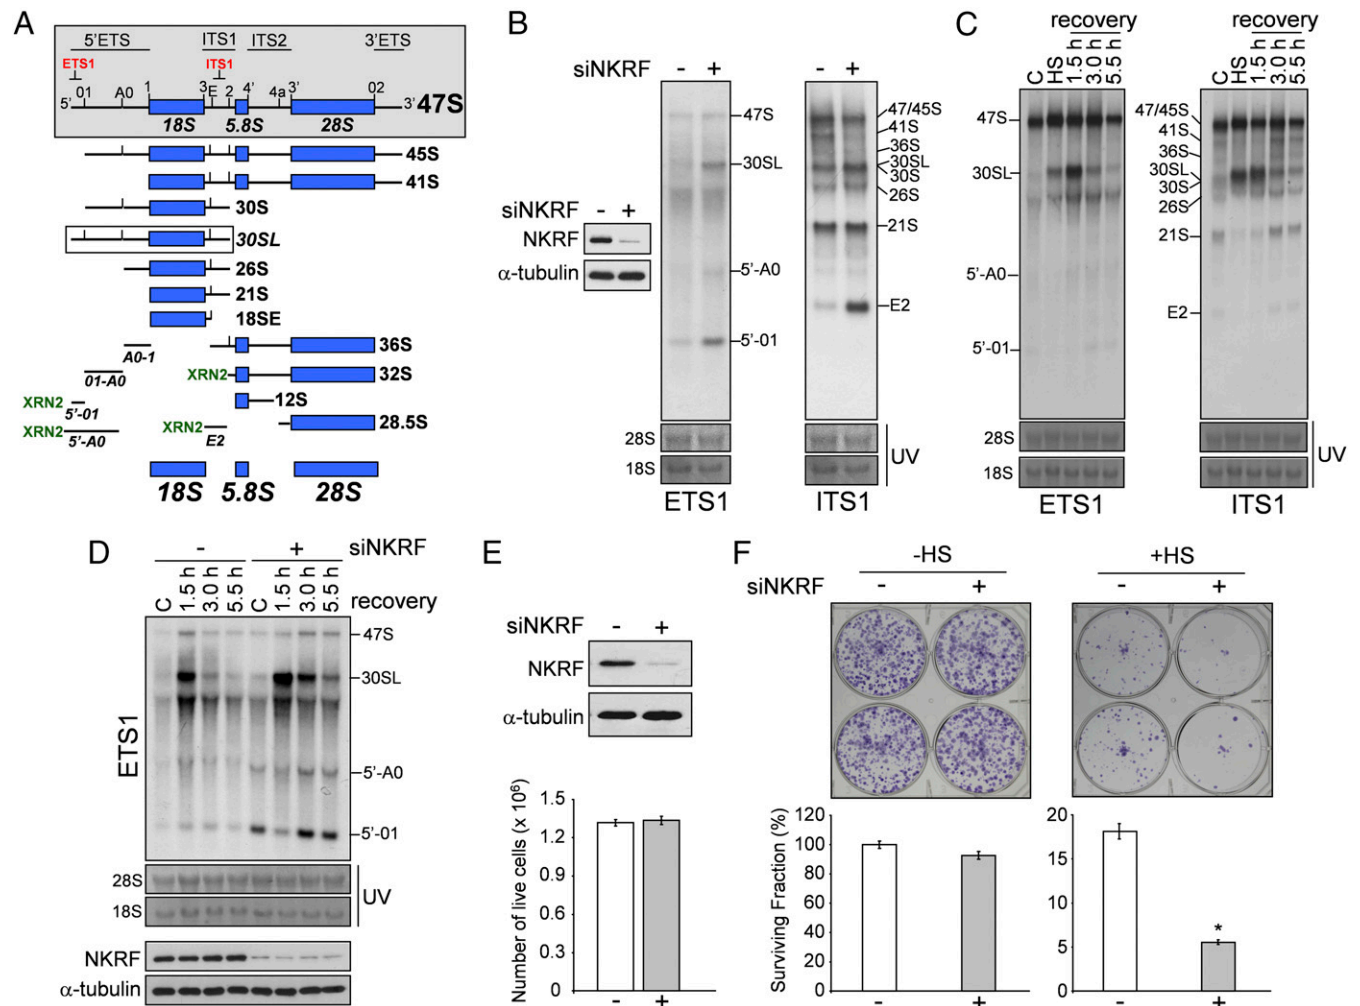 A
5'ETS ITS1 ITS2 3'ETS
ETS1 ITS1
01 A0 1 3 E 2 4' 4a 3' 02
5' 3' 47S
18S 5.8S 28S
45S
41S
30S
30SL
26S
21S
18SE
A0-1 36S
01-A0 XRN2 32S
XRN2 5'-01 12S
XRN2 5'-A0 XRN2 E2 28.5S
18S 5.8S 28S
B
siNKRF - + - +
47S
30SL
5'-A0
5'-01
47/45S
41S
36S
30SL
30S
26S
21S
E2
siNKRF - +
NKRF
α-tubulin
28S
18S
UV
ETS1 ITS1
C
recovery recovery
C HS 1.5 h 3.0 h 5.5 h C HS 1.5 h 3.0 h 5.5 h
47S
30SL
5'-A0
5'-01
47/45S
41S
36S
30SL
30S
26S
21S
E2
28S
18S
UV
ETS1 ITS1
D
- + siNKRF
C 1.5 h 3.0 h 5.5 h C 1.5 h 3.0 h 5.5 h recovery
ETS1
47S
30SL
5'-A0
5'-01
28S
18S
UV
NKRF
α-tubulin
E
siNKRF - +
NKRF
α-tubulin
Number of live cells (x 10⁶)
1.5
1.2
0.9
0.6
0.3
0
- +
F
-HS +HS
siNKRF - + - +
Surviving Fraction (%)
120
100
80
60
40
20
0
- +
20
15
10
5
0
*
- +